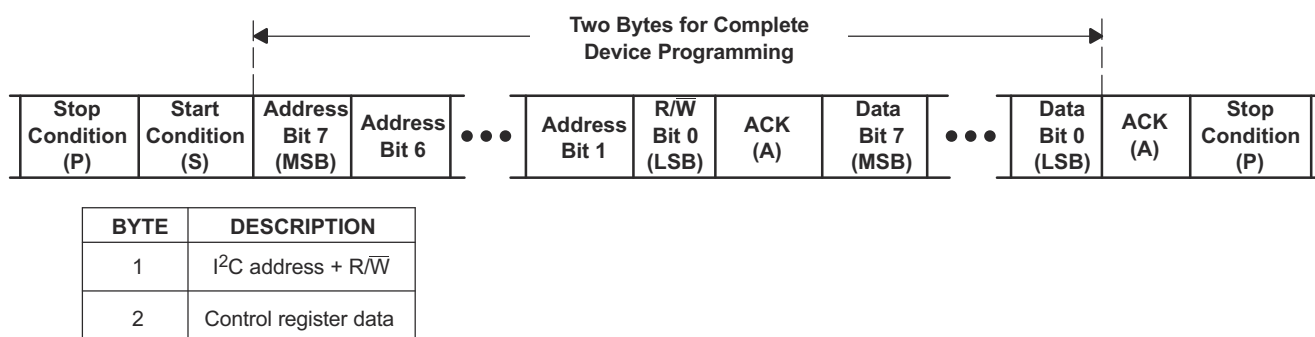 Two Bytes for Complete
Device Programming
Stop
Condition
(P)
Start
Condition
(S)
Address
Bit 7
(MSB)
Address
Bit 6
•••
Address
Bit 1
R/W̅
Bit 0
(LSB)
ACK
(A)
Data
Bit 7
(MSB)
•••
Data
Bit 0
(LSB)
ACK
(A)
Stop
Condition
(P)
BYTE DESCRIPTION
1 I²C address + R/W̅
2 Control register data